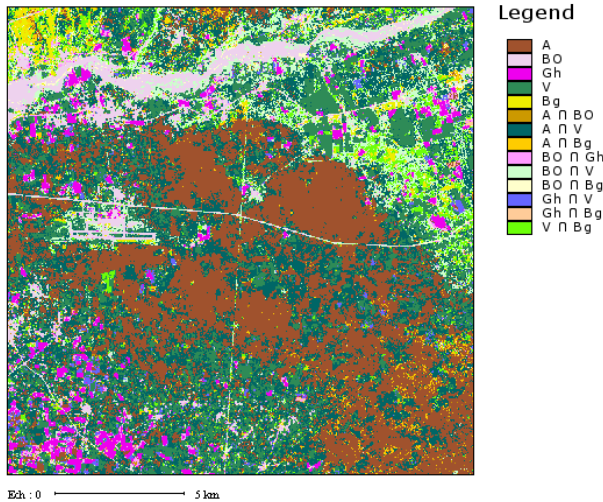 Legend
A
BO
Gh
V
Bg
A ∩ BO
A ∩ V
A ∩ Bg
BO ∩ Gh
BO ∩ V
BO ∩ Bg
Gh ∩ V
Gh ∩ Bg
V ∩ Bg
Ech : 0 5 km